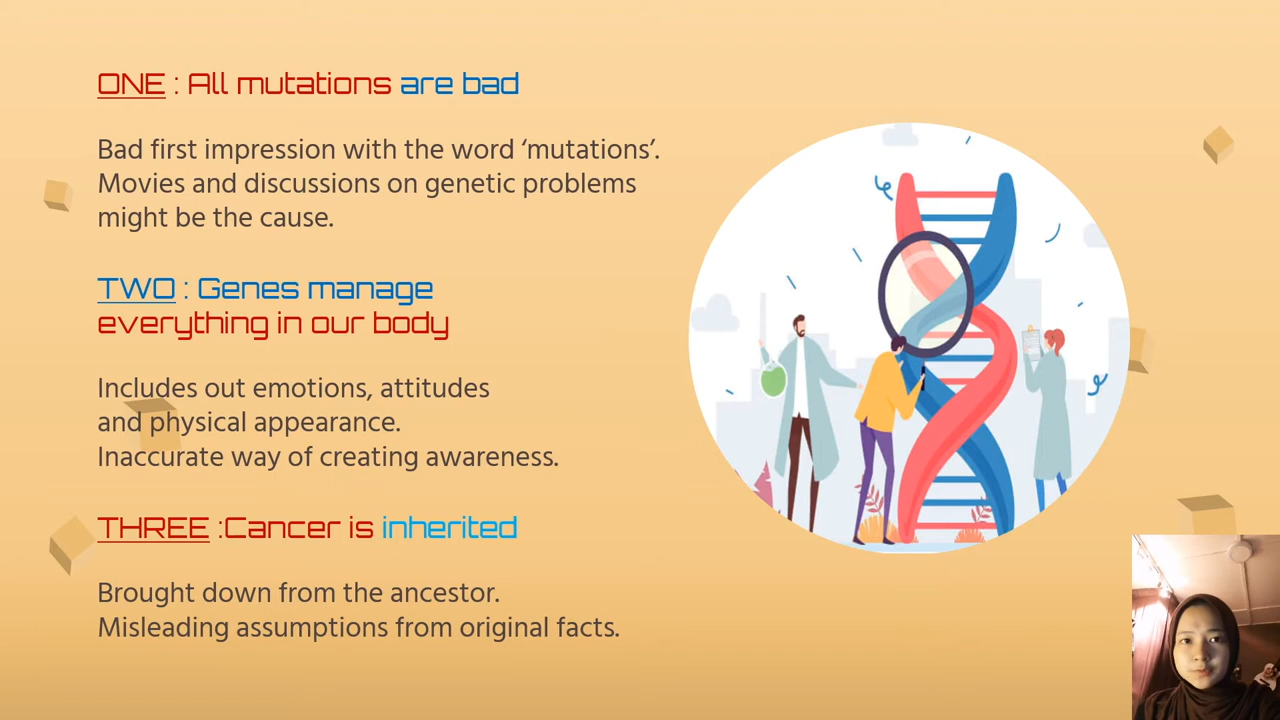 ONE : All mutations are bad
Bad first impression with the word ‘mutations’.
Movies and discussions on genetic problems
might be the cause.
TWO : Genes manage
everything in our body
Includes out emotions, attitudes
and physical appearance.
Inaccurate way of creating awareness.
THREE :Cancer is inherited
Brought down from the ancestor.
Misleading assumptions from original facts.